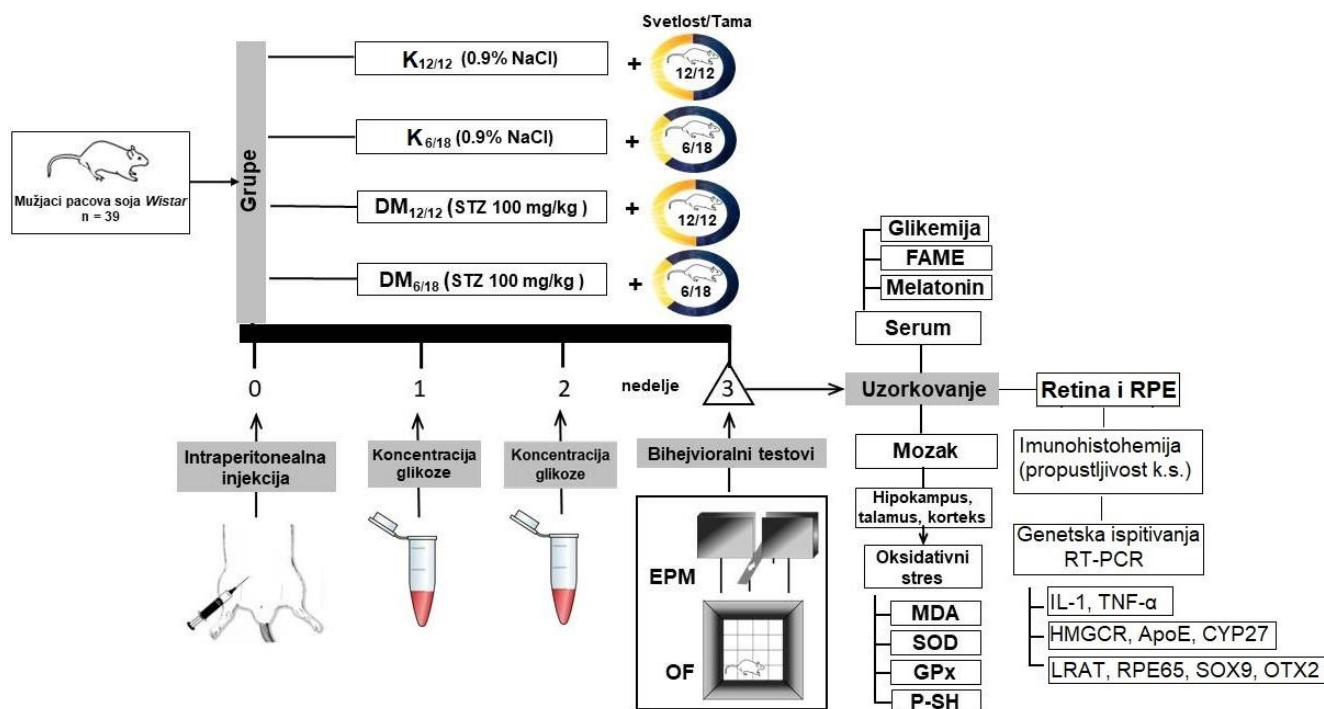 Svetlost/Tama
K12/12 (0.9% NaCl)
+
12/12
K6/18 (0.9% NaCl)
+
6/18
Mužjaci pacova soja Wistar
n = 39
Grupe
DM12/12 (STZ 100 mg/kg )
+
12/12
DM6/18 (STZ 100 mg/kg )
+
6/18
Glikemija
FAME
Melatonin
Serum
0
1
2
nedelje
3
Uzorkovanje
Retina i RPE
Intraperitonealna
injekcija
Koncentracija
glikoze
Koncentracija
glikoze
Bihejvioralni testovi
EPM
OF
Mozak
Hipokampus,
talamus, korteks
Oksidativni
stres
MDA
SOD
GPx
P-SH
Imunohistohemija
(propustljivost k.s.)
Genetska ispitivanja
RT-PCR
IL-1, TNF-α
HMGCR, ApoE, CYP27
LRAT, RPE65, SOX9, OTX2